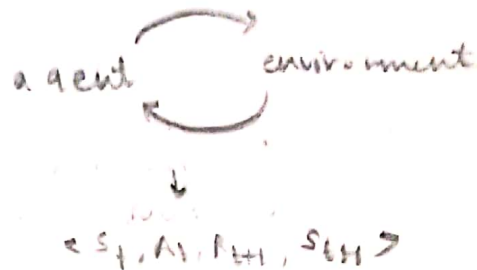 agent environment
< St, At, Rt+1, St+1 >